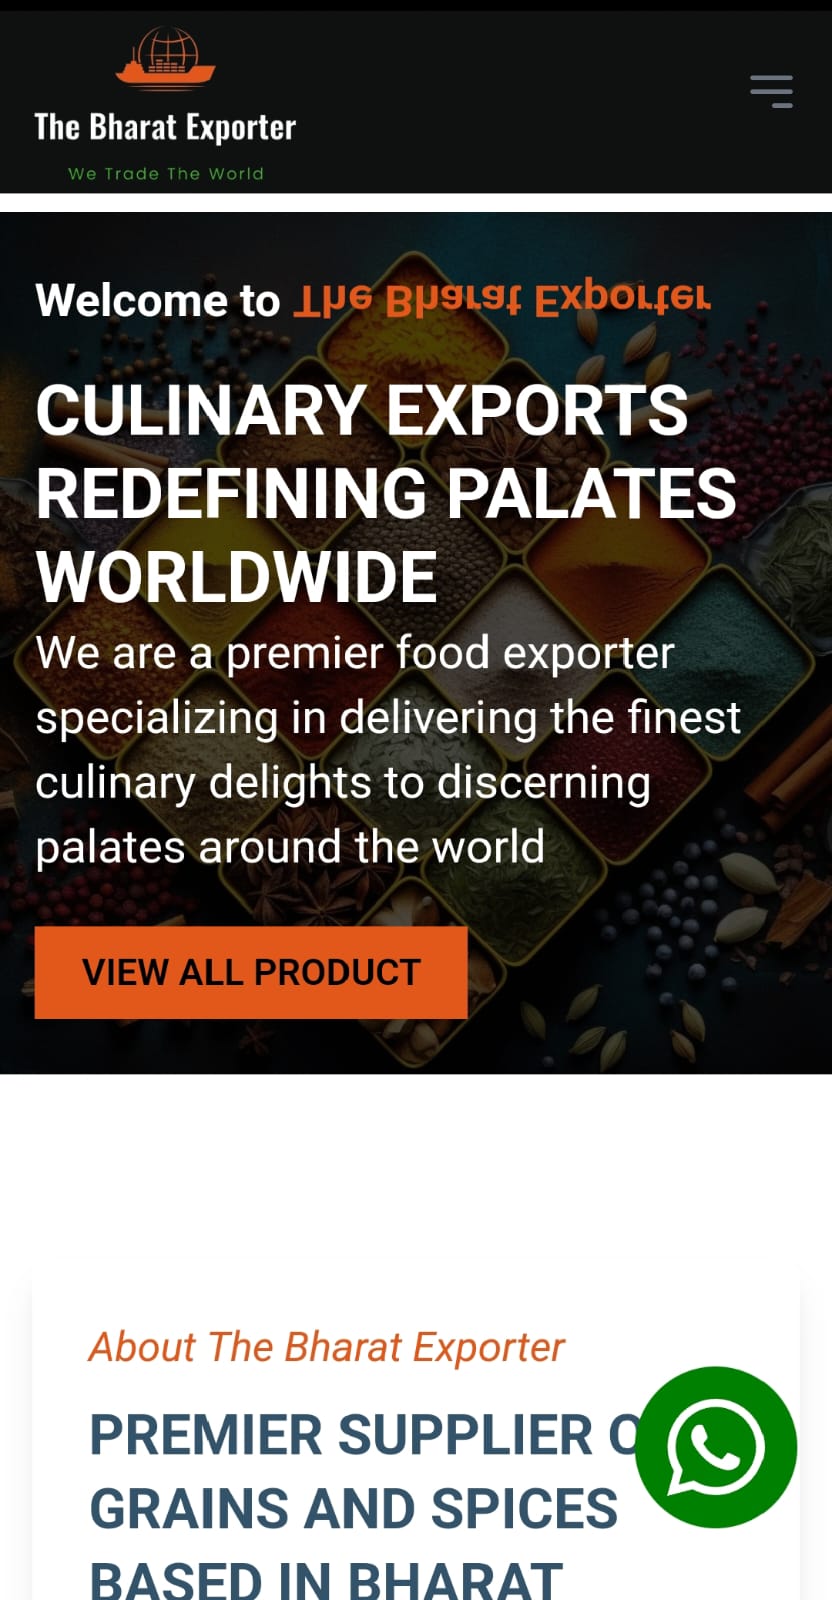 The Bharat Exporter
We Trade The World
Welcome to The Bharat Exporter
CULINARY EXPORTS
REDEFINING PALATES
WORLDWIDE
We are a premier food exporter
specializing in delivering the finest
culinary delights to discerning
palates around the world
VIEW ALL PRODUCT
About The Bharat Exporter
PREMIER SUPPLIER
GRAINS AND SPICES
BASED IN BHARAT